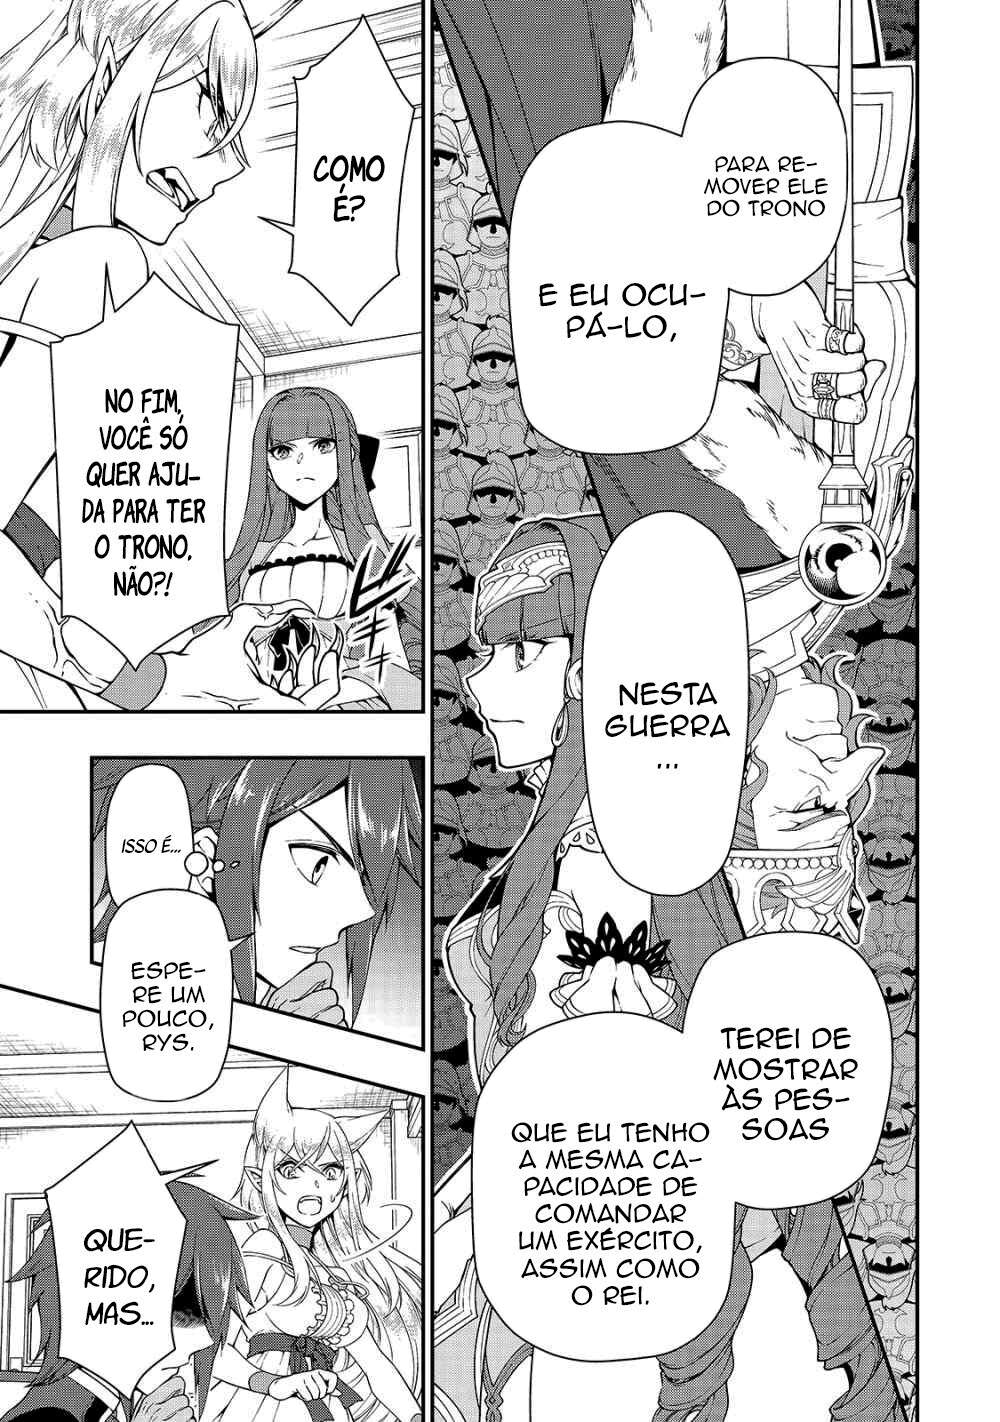 PARA RE-
MOVER ELE
DO TRONO
E EU OCU-
PÁ-LO,
NESTA
GUERRA
...
TEREI DE
MOSTRAR
ÀS PES-
SOAS
QUE EU TENHO
A MESMA CA-
PACIDADE DE
COMANDAR
UM EXÉRCITO,
ASSIM COMO
O REI.
COMO
É?
NO FIM,
VOCÊ SÓ
QUER AJU-
DA PARA TER
O TRONO,
NÃO?!
ISSO É...
ESPE-
RE UM
POUCO,
RYS.
QUE-
RIDO,
MAS...